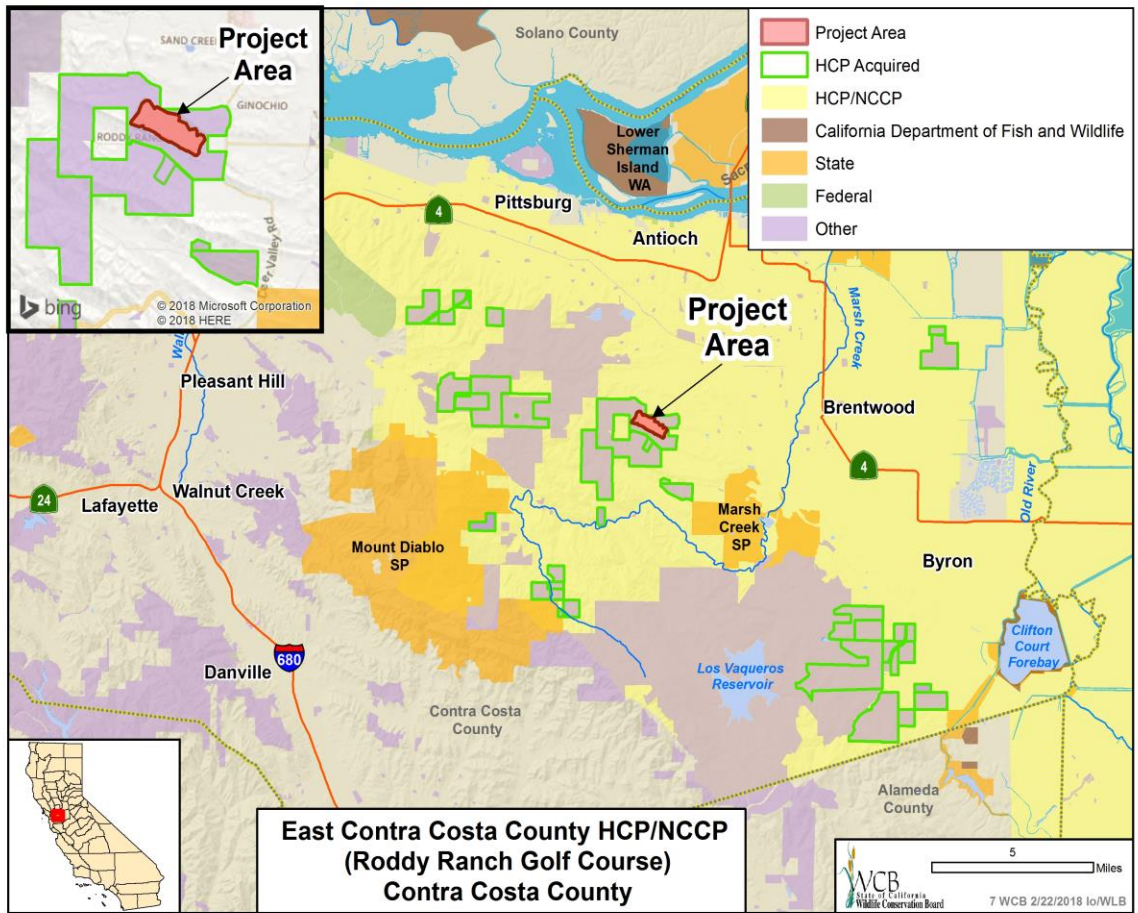 SAND CREEK
Project
Area
GINOCHIO
RODDY RAN
er Valley Rd
bing
© 2018 Microsoft Corporation
© 2018 HERE
Solano County
Project Area
HCP Acquired
HCP/NCCP
California Department of Fish and Wildlife
State
Federal
Other
Lower
Sherman
Island
WA
Pittsburg
4
Antioch
Project
Area
Marsh Creek
Pleasant Hill
Brentwood
4
24
Lafayette
Walnut Creek
Old River
Mount Diablo
SP
Marsh
Creek
SP
Byron
680
Danville
Clifton
Court
Forebay
Los Vaqueros
Reservoir
Contra Costa
County
Alameda
County
East Contra Costa County HCP/NCCP
(Roddy Ranch Golf Course)
Contra Costa County
WCB
State of California
Wildlife Conservation Board
5
Miles
7 WCB 2/22/2018 lo/WLB